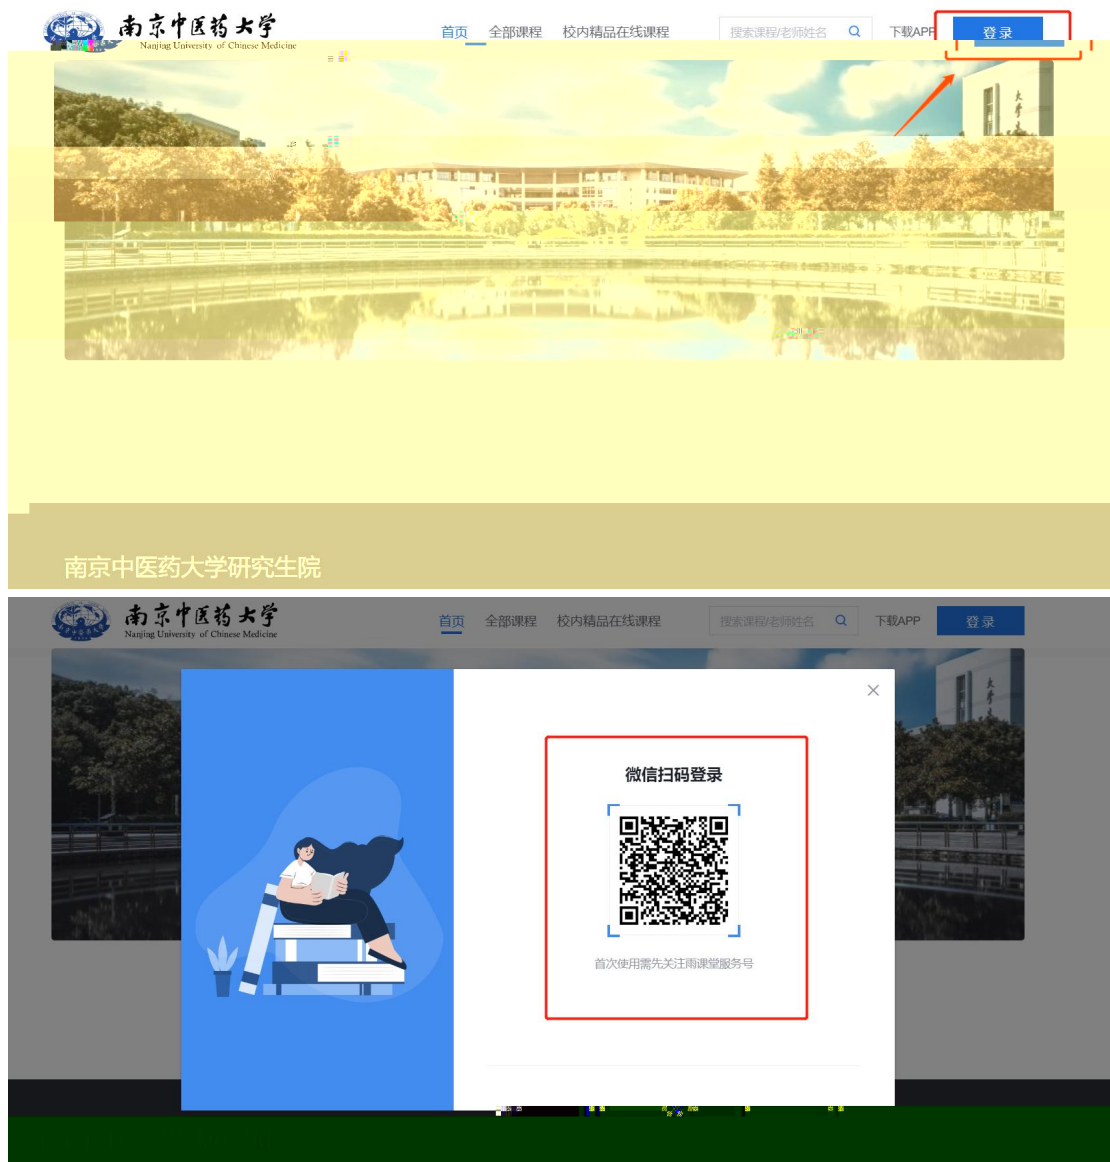 南京中医药大学
Nanjing University of Chinese Medicine
首页 全部课程 校内精品在线课程 搜索课程/老师姓名 下载APP 登录
大学生
南京中医药大学研究生院
南京中医药大学
Nanjing University of Chinese Medicine
首页 全部课程 校内精品在线课程 搜索课程/老师姓名 下载APP 登录
微信扫码登录
首次使用需先关注雨课堂服务号